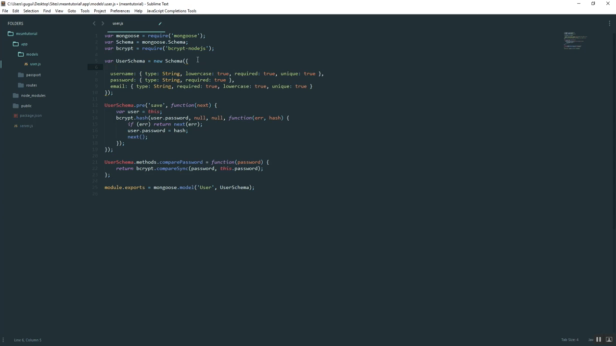 C:\Users\gugui\Desktop\Sites\meantutorial\app\models\user.js • (meantutorial) - Sublime Text
File Edit Selection Find View Goto Tools Project Preferences Help JavaScript Completions Tools
FOLDERS
meantutorial
app
models
user.js
passport
routes
node_modules
public
package.json
server.js
user.js
var mongoose = require('mongoose');
var Schema = mongoose.Schema;
var bcrypt = require('bcrypt-nodejs');
var UserSchema = new Schema({
username: { type: String, lowercase: true, required: true, unique: true },
password: { type: String, required: true },
email: { type: String, required: true, lowercase: true, unique: true }
});
UserSchema.pre('save', function(next) {
var user = this;
bcrypt.hash(user.password, null, null, function(err, hash) {
if (err) return next(err);
user.password = hash;
next();
});
});
UserSchema.methods.comparePassword = function(password) {
return bcrypt.compareSync(password, this.password);
};
module.exports = mongoose.model('User', UserSchema);
Line 6, Column 1
Tab Size: 4